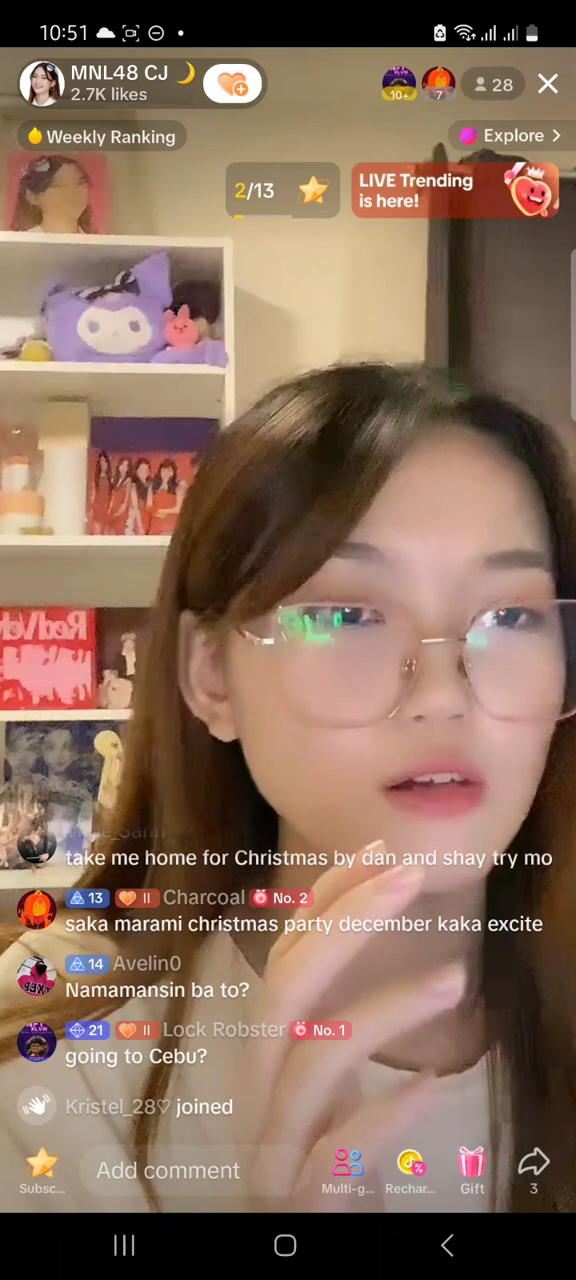 10:51
MNL48 CJ 🌙
2.7K likes
10+
7
28
Weekly Ranking
Explore >
2/13
LIVE Trending
is here!
take me home for Christmas by dan and shay try mo
13 II Charcoal No. 2
saka marami christmas party december kaka excite
14 Avelin0
Namamansin ba to?
21 II Lock Robster No. 1
going to Cebu?
Kristel_28♡ joined
Add comment
Subsc...
Multi-g...
Rechar...
Gift
3